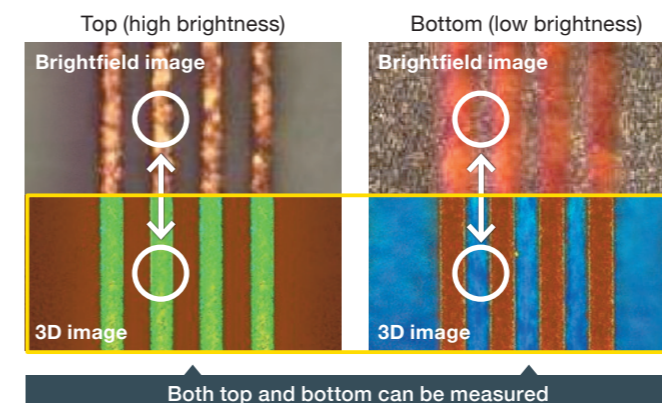 Top (high brightness)
Bottom (low brightness)
Brightfield image
Brightfield image
3D image
3D image
Both top and bottom can be measured